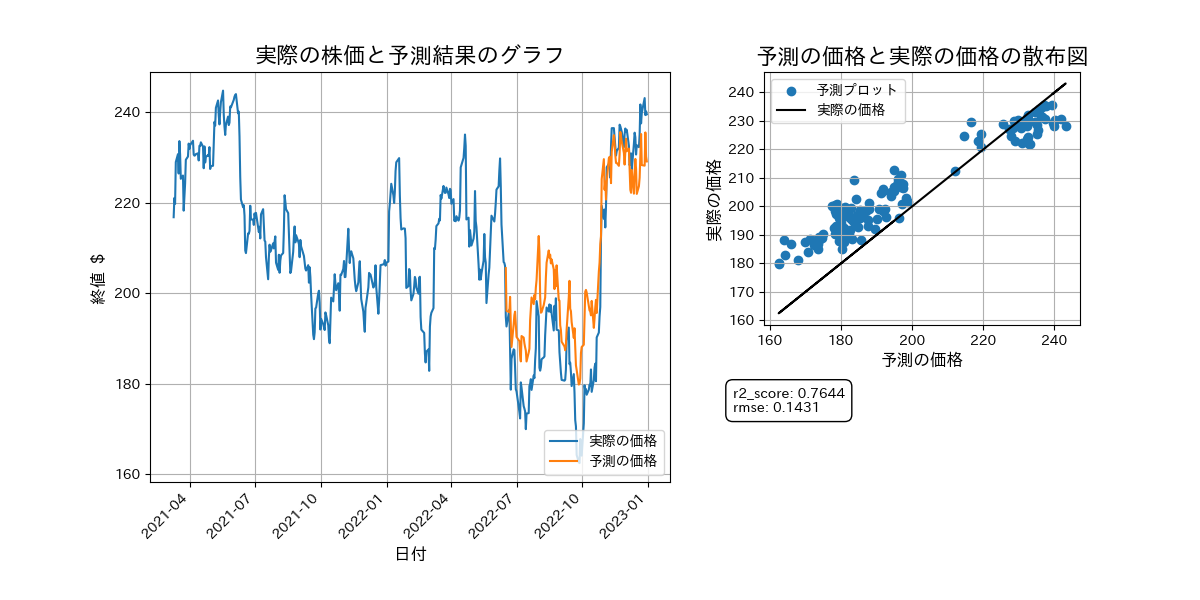 実際の株価と予測結果のグラフ
終値 $
240
220
200
180
160
2021-04
2021-07
2021-10
2022-01
2022-04
2022-07
2022-10
2023-01
日付
実際の価格
予測の価格
予測の価格と実際の価格の散布図
実際の価格
240
230
220
210
200
190
180
170
160
160
180
200
220
240
予測の価格
予測プロット
実際の価格
r2_score: 0.7644
rmse: 0.1431